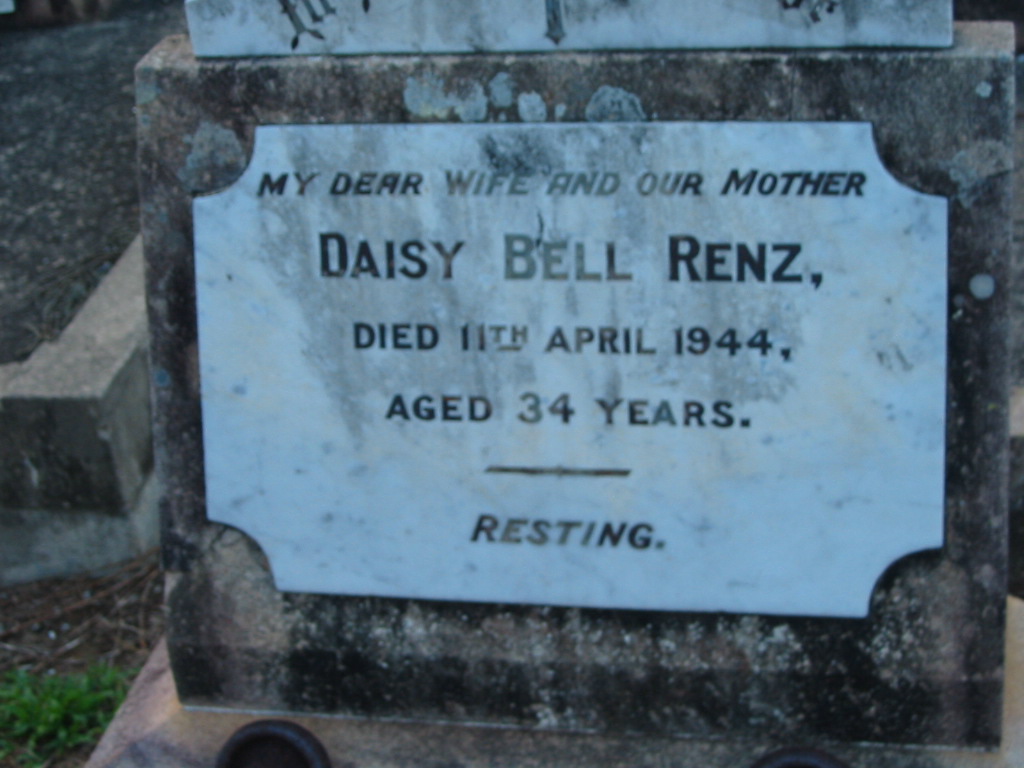 MY DEAR WIFE AND OUR MOTHER
DAISY BELL RENZ,
DIED 11TH APRIL 1944,
AGED 34 YEARS.
RESTING.